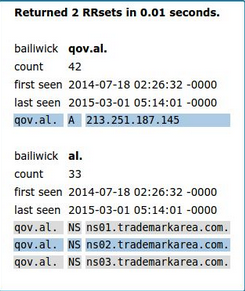 Returned 2 RRsets in 0.01 seconds.
bailiwick qov.al.
count 42
first seen 2014-07-18 02:26:32 -0000
last seen 2015-03-01 05:14:01 -0000
qov.al. A 213.251.187.145
bailiwick al.
count 33
first seen 2014-07-18 02:26:32 -0000
last seen 2015-03-01 05:14:01 -0000
qov.al. NS ns01.trademarkarea.com.
qov.al. NS ns02.trademarkarea.com.
qov.al. NS ns03.trademarkarea.com.